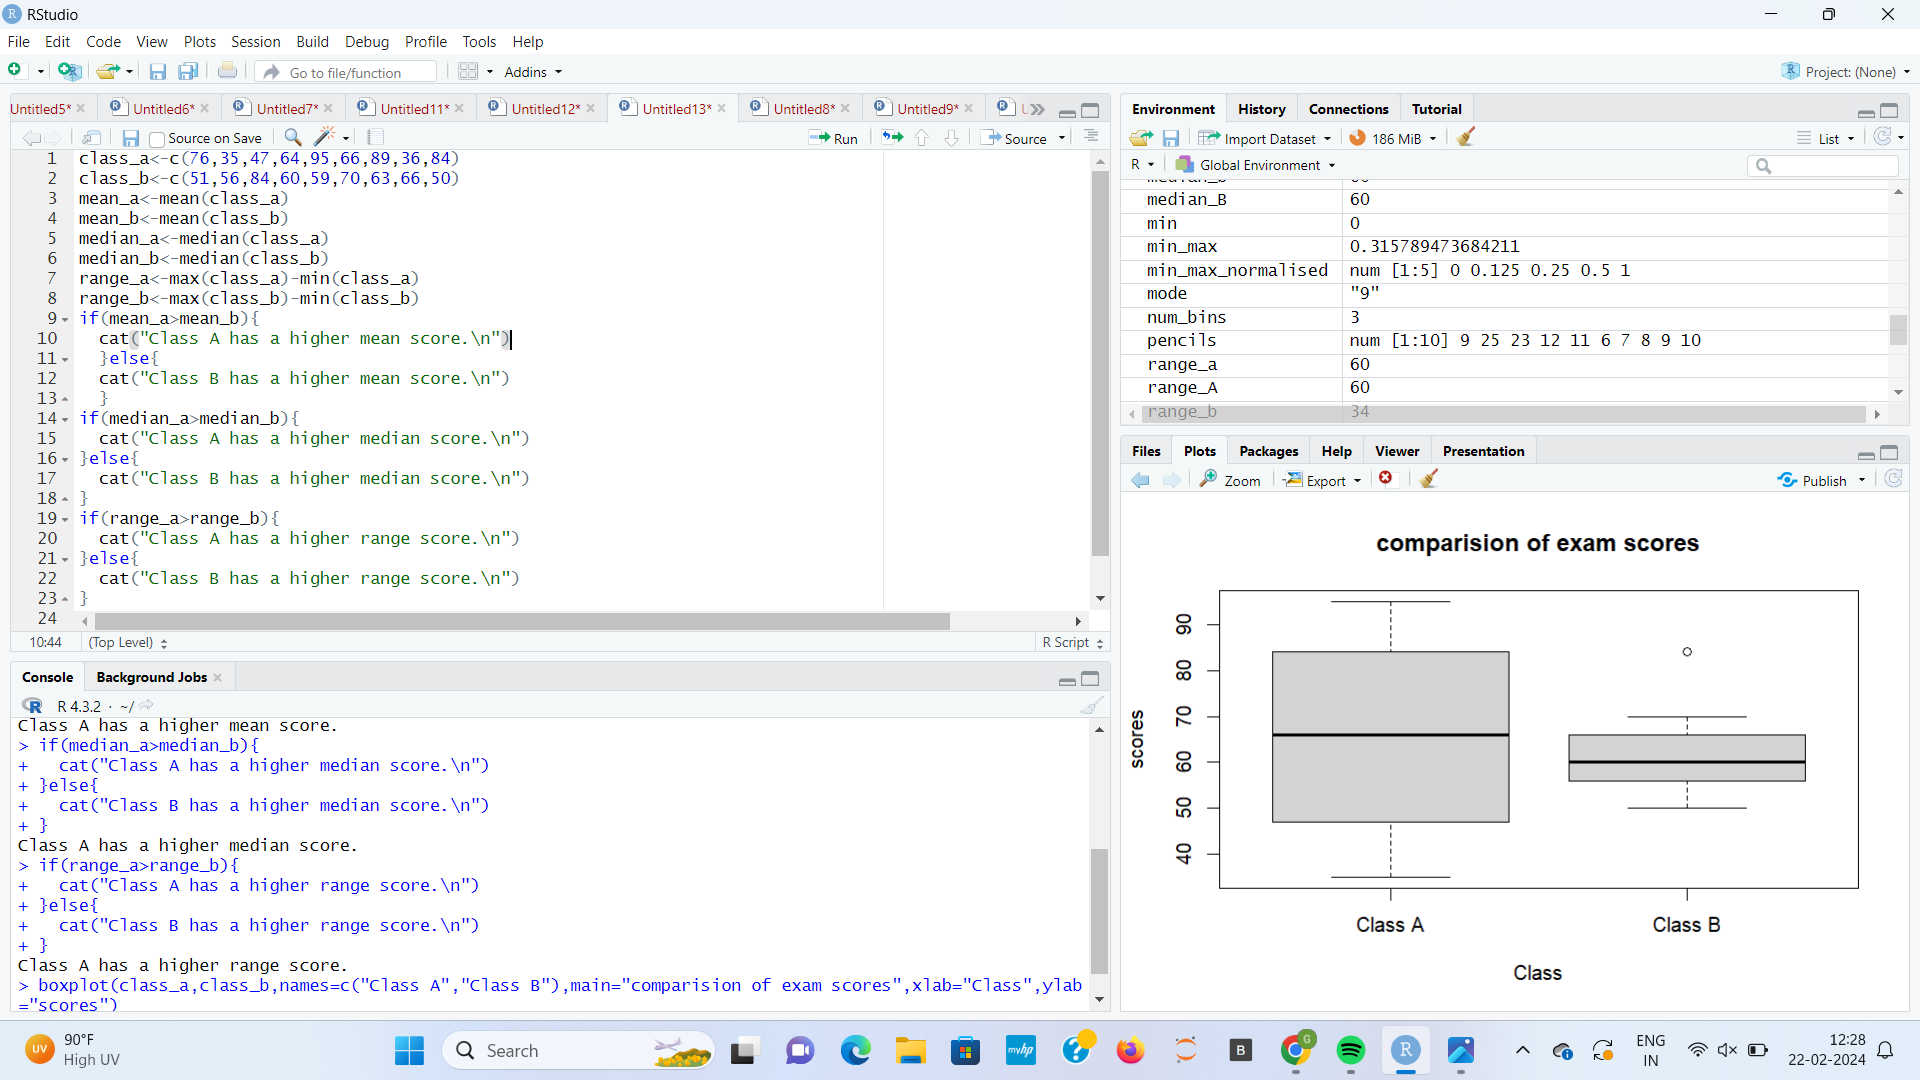 RStudio
File Edit Code View Plots Session Build Debug Profile Tools Help
Go to file/function
Addins
Project: (None)
Untitled5* Untitled6* Untitled7* Untitled11* Untitled12* Untitled13* Untitled8* Untitled9*
Source on Save
Run
Source
1 class_a<-c(76,35,47,64,95,66,89,36,84)
2 class_b<-c(51,56,84,60,59,70,63,66,50)
3 mean_a<-mean(class_a)
4 mean_b<-mean(class_b)
5 median_a<-median(class_a)
6 median_b<-median(class_b)
7 range_a<-max(class_a)-min(class_a)
8 range_b<-max(class_b)-min(class_b)
9 if(mean_a>mean_b){
10 cat("Class A has a higher mean score.\n")
11 }else{
12 cat("Class B has a higher mean score.\n")
13 }
14 if(median_a>median_b){
15 cat("Class A has a higher median score.\n")
16 }else{
17 cat("Class B has a higher median score.\n")
18 }
19 if(range_a>range_b){
20 cat("Class A has a higher range score.\n")
21 }else{
22 cat("Class B has a higher range score.\n")
23 }
24
10:44 (Top Level) R Script
Console Background Jobs
R 4.3.2 · ~/
Class A has a higher mean score.
> if(median_a>median_b){
+ cat("Class A has a higher median score.\n")
+ }else{
+ cat("Class B has a higher median score.\n")
+ }
Class A has a higher median score.
> if(range_a>range_b){
+ cat("Class A has a higher range score.\n")
+ }else{
+ cat("Class B has a higher range score.\n")
+ }
Class A has a higher range score.
> boxplot(class_a,class_b,names=c("Class A","Class B"),main="comparision of exam scores",xlab="Class",ylab
="scores")
Environment History Connections Tutorial
Import Dataset 186 MiB List
R Global Environment
median_B 60
min 0
min_max 0.315789473684211
min_max_normalised num [1:5] 0 0.125 0.25 0.5 1
mode "9"
num_bins 3
pencils num [1:10] 9 25 23 12 11 6 7 8 9 10
range_a 60
range_A 60
range_b 34
Files Plots Packages Help Viewer Presentation
Zoom Export Publish
comparision of exam scores
90
80
70
60
50
40
scores
Class A Class B
Class
UV
90°F
High UV
Search
myhp
B
G
ENG
IN
12:28
22-02-2024